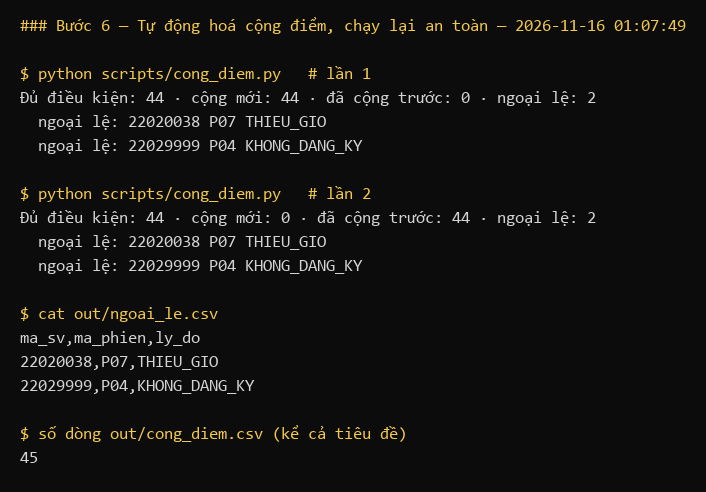 ### Bước 6 — Tự động hoá cộng điểm, chạy lại an toàn — 2026-11-16 01:07:49
$ python scripts/cong_diem.py   # lần 1
Đủ điều kiện: 44 · cộng mới: 44 · đã cộng trước: 0 · ngoại lệ: 2
  ngoại lệ: 22020038 P07 THIEU_GIO
  ngoại lệ: 22029999 P04 KHONG_DANG_KY
$ python scripts/cong_diem.py   # lần 2
Đủ điều kiện: 44 · cộng mới: 0 · đã cộng trước: 44 · ngoại lệ: 2
  ngoại lệ: 22020038 P07 THIEU_GIO
  ngoại lệ: 22029999 P04 KHONG_DANG_KY
$ cat out/ngoai_le.csv
ma_sv,ma_phien,ly_do
22020038,P07,THIEU_GIO
22029999,P04,KHONG_DANG_KY
$ số dòng out/cong_diem.csv (kể cả tiêu đề)
45